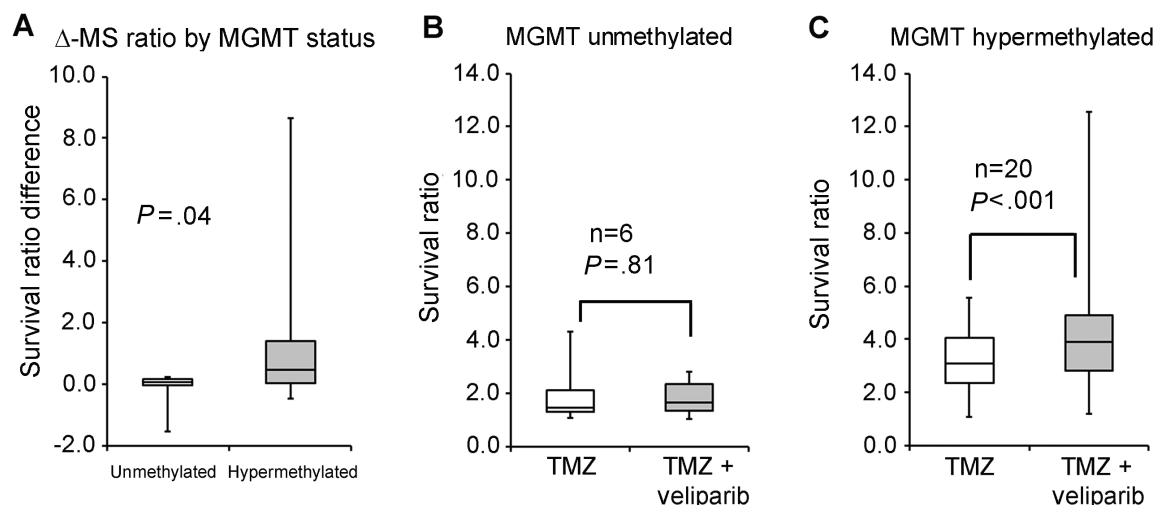 A
Δ-MS ratio by MGMT status
Survival ratio difference
10.0
8.0
6.0
4.0
2.0
0.0
-2.0
P=.04
Unmethylated
Hypermethylated
B
MGMT unmethylated
Survival ratio
14.0
12.0
10.0
8.0
6.0
4.0
2.0
0.0
n=6
P=.81
TMZ
TMZ +
veliparib
C
MGMT hypermethylated
Survival ratio
14.0
12.0
10.0
8.0
6.0
4.0
2.0
0.0
n=20
P<.001
TMZ
TMZ +
veliparib